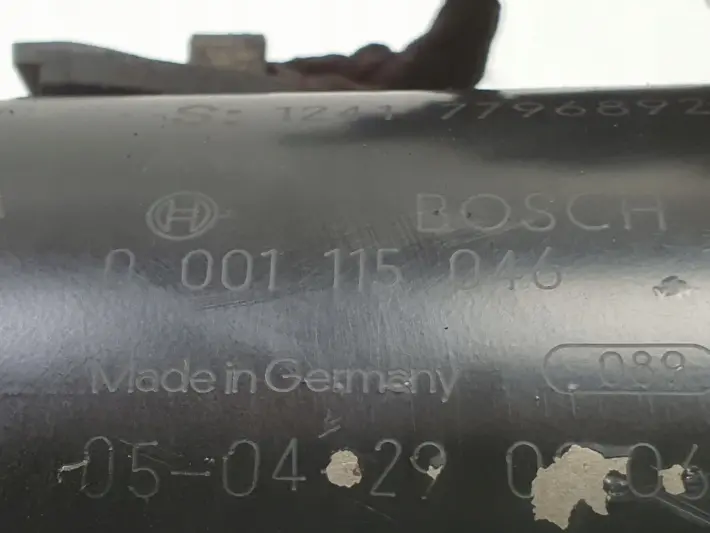 S: 1241 7796892
BOSCH
0 001 115 046
Made in Germany 089
05-04 29